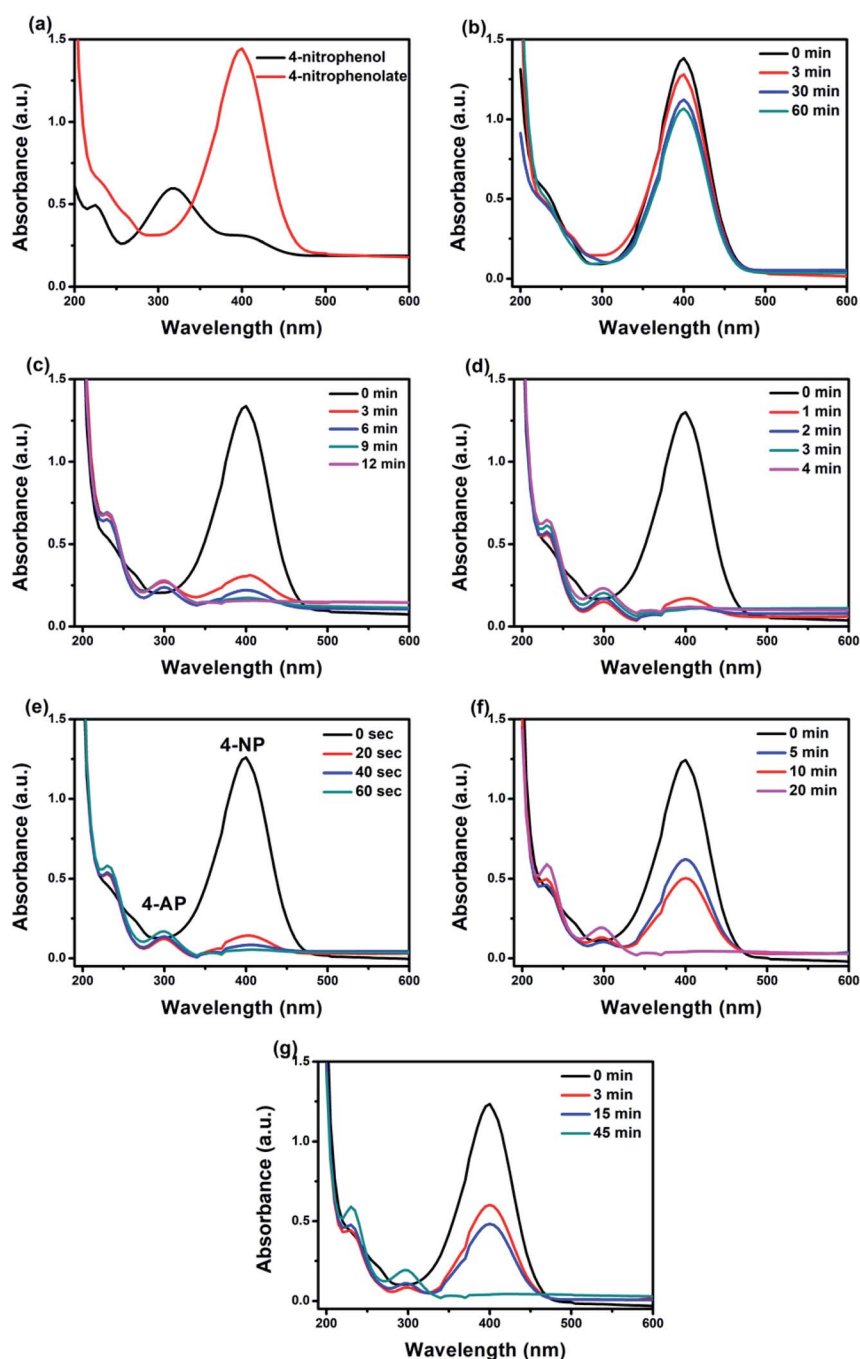 (a)
4-nitrophenol
4-nitrophenolate
1.5
1.0
0.5
0.0
Absorbance (a.u.)
200 300 400 500 600
Wavelength (nm)
(b)
0 min
3 min
30 min
60 min
1.5
1.0
0.5
0.0
Absorbance (a.u.)
200 300 400 500 600
Wavelength (nm)
(c)
0 min
3 min
6 min
9 min
12 min
1.5
1.0
0.5
0.0
Absorbance (a.u.)
200 300 400 500 600
Wavelength (nm)
(d)
0 min
1 min
2 min
3 min
4 min
1.5
1.0
0.5
0.0
Absorbance (a.u.)
200 300 400 500 600
Wavelength (nm)
(e)
4-NP
4-AP
0 sec
20 sec
40 sec
60 sec
1.5
1.0
0.5
0.0
Absorbance (a.u.)
200 300 400 500 600
Wavelength (nm)
(f)
0 min
5 min
10 min
20 min
1.5
1.0
0.5
0.0
Absorbance (a.u.)
200 300 400 500 600
Wavelength (nm)
(g)
0 min
3 min
15 min
45 min
1.5
1.0
0.5
0.0
Absorbance (a.u.)
200 300 400 500 600
Wavelength (nm)